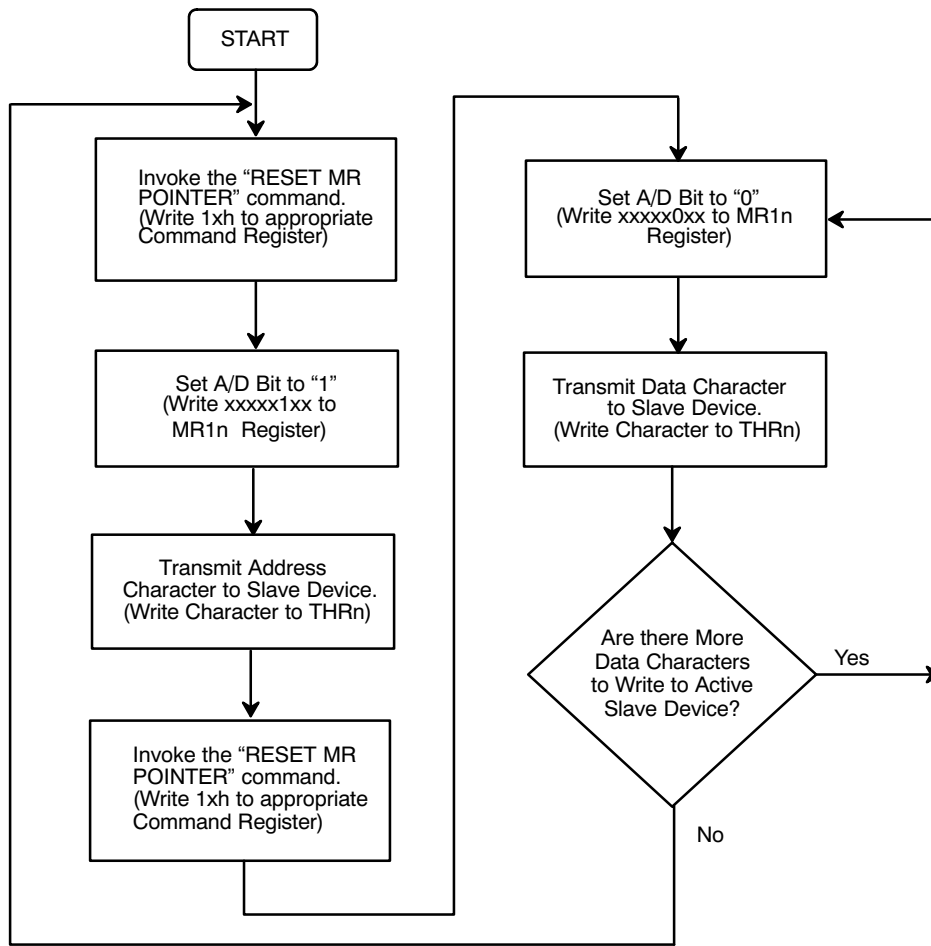 START
Invoke the “RESET MR
POINTER” command.
(Write 1xh to appropriate
Command Register)
Set A/D Bit to “1”
(Write xxxxx1xx to
MR1n Register)
Transmit Address
Character to Slave Device.
(Write Character to THRn)
Invoke the “RESET MR
POINTER” command.
(Write 1xh to appropriate
Command Register)
Set A/D Bit to “0”
(Write xxxxx0xx to MR1n
Register)
Transmit Data Character
to Slave Device.
(Write Character to THRn)
Are there More
Data Characters
to Write to Active
Slave Device?
Yes
No